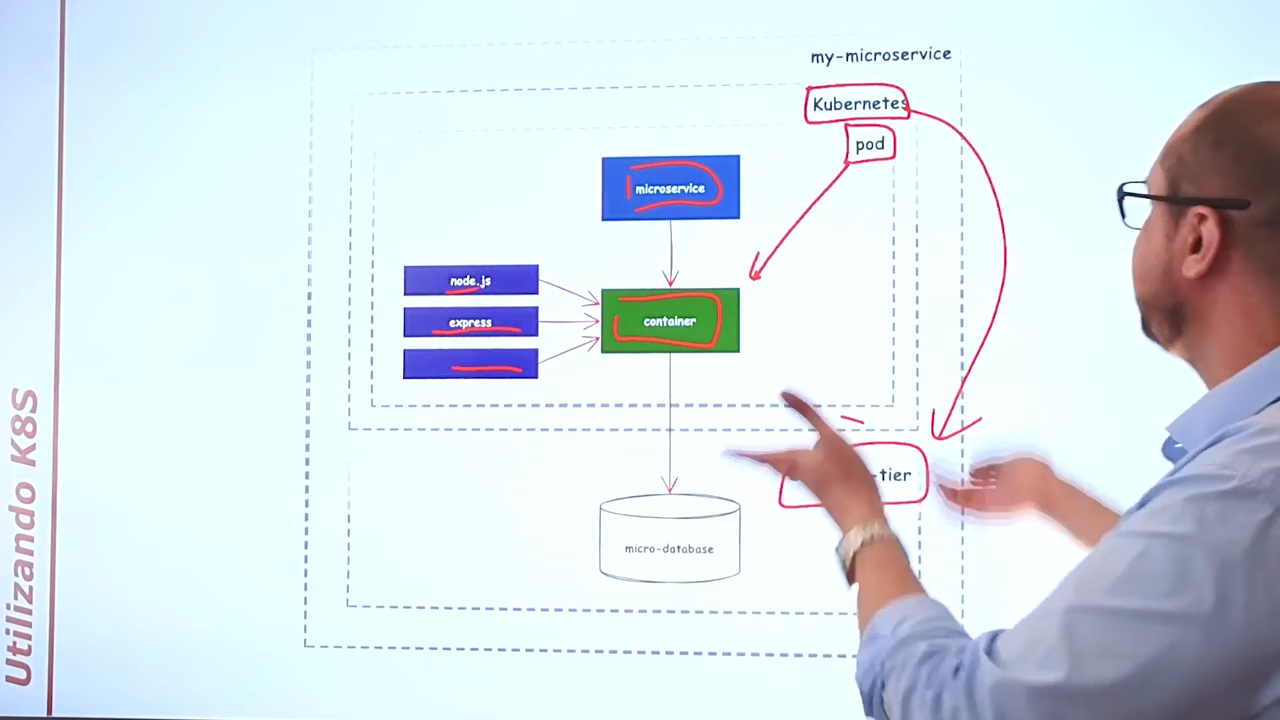 Utilizando K8S
my-microservice
Kubernetes
pod
microservice
node.js
express
container
-tier
micro-database